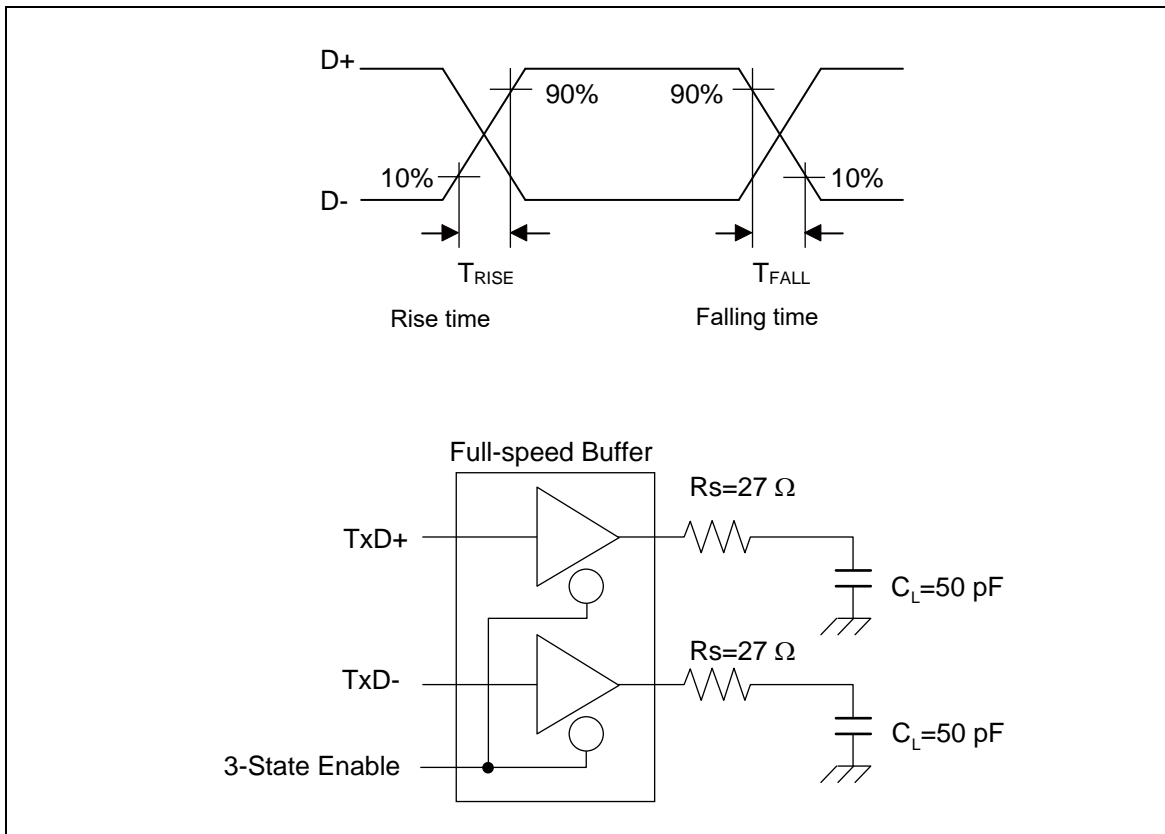 D+
90% 90%
10% 10%
D-
TRISE TFALL
Rise time Falling time
Full-speed Buffer
Rs=27 Ω
TxD+
CL=50 pF
Rs=27 Ω
TxD-
CL=50 pF
3-State Enable